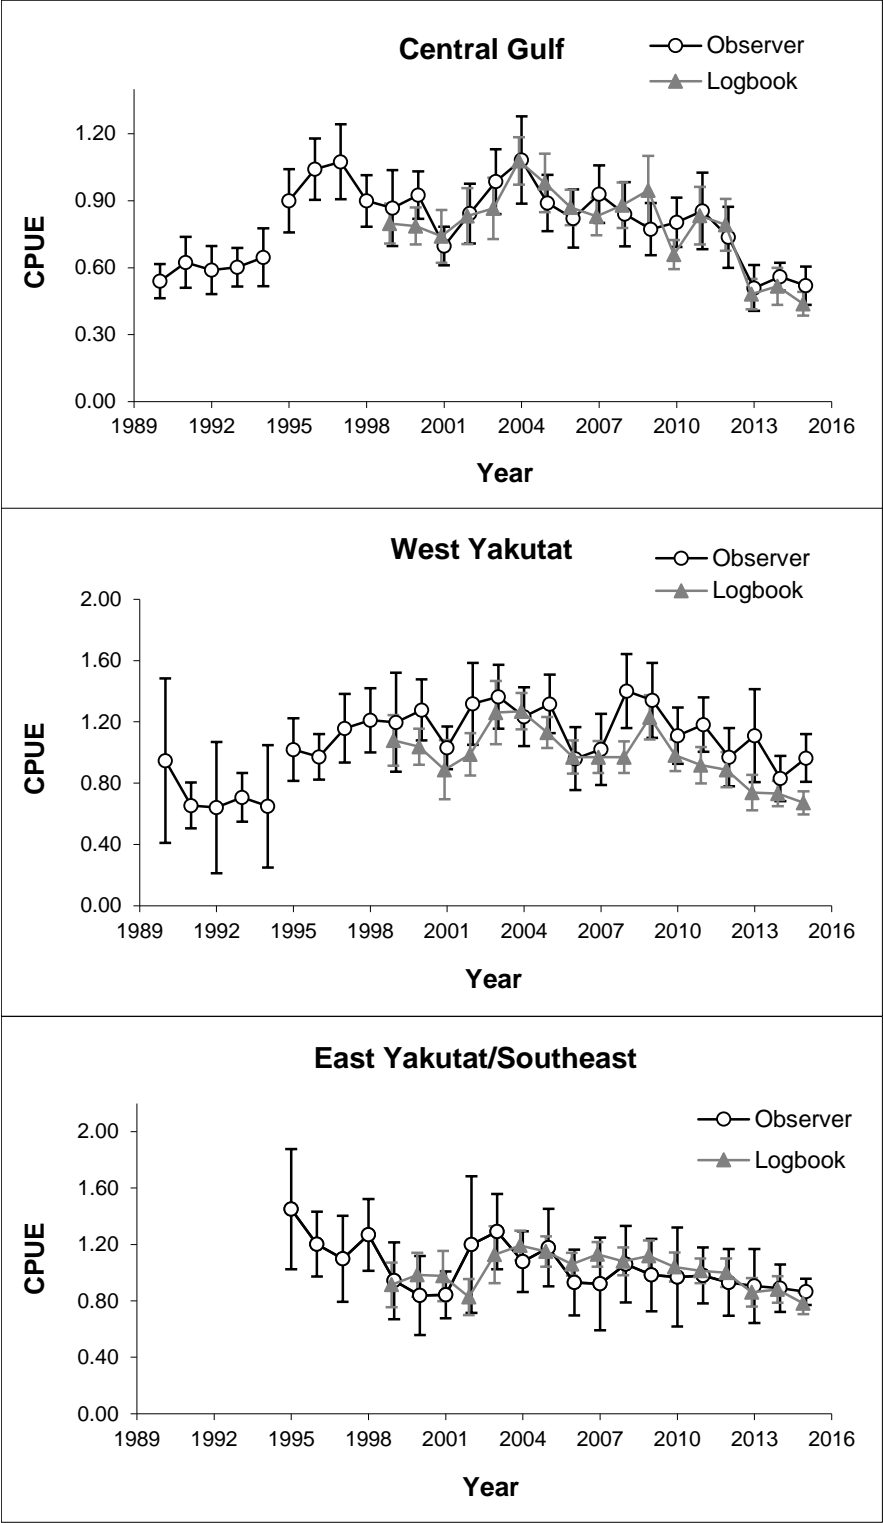 Central Gulf
Observer
Logbook
CPUE
1.20
0.90
0.60
0.30
0.00
1989 1992 1995 1998 2001 2004 2007 2010 2013 2016
Year
West Yakutat
Observer
Logbook
CPUE
2.00
1.60
1.20
0.80
0.40
0.00
1989 1992 1995 1998 2001 2004 2007 2010 2013 2016
Year
East Yakutat/Southeast
Observer
Logbook
CPUE
2.00
1.60
1.20
0.80
0.40
0.00
1989 1992 1995 1998 2001 2004 2007 2010 2013 2016
Year